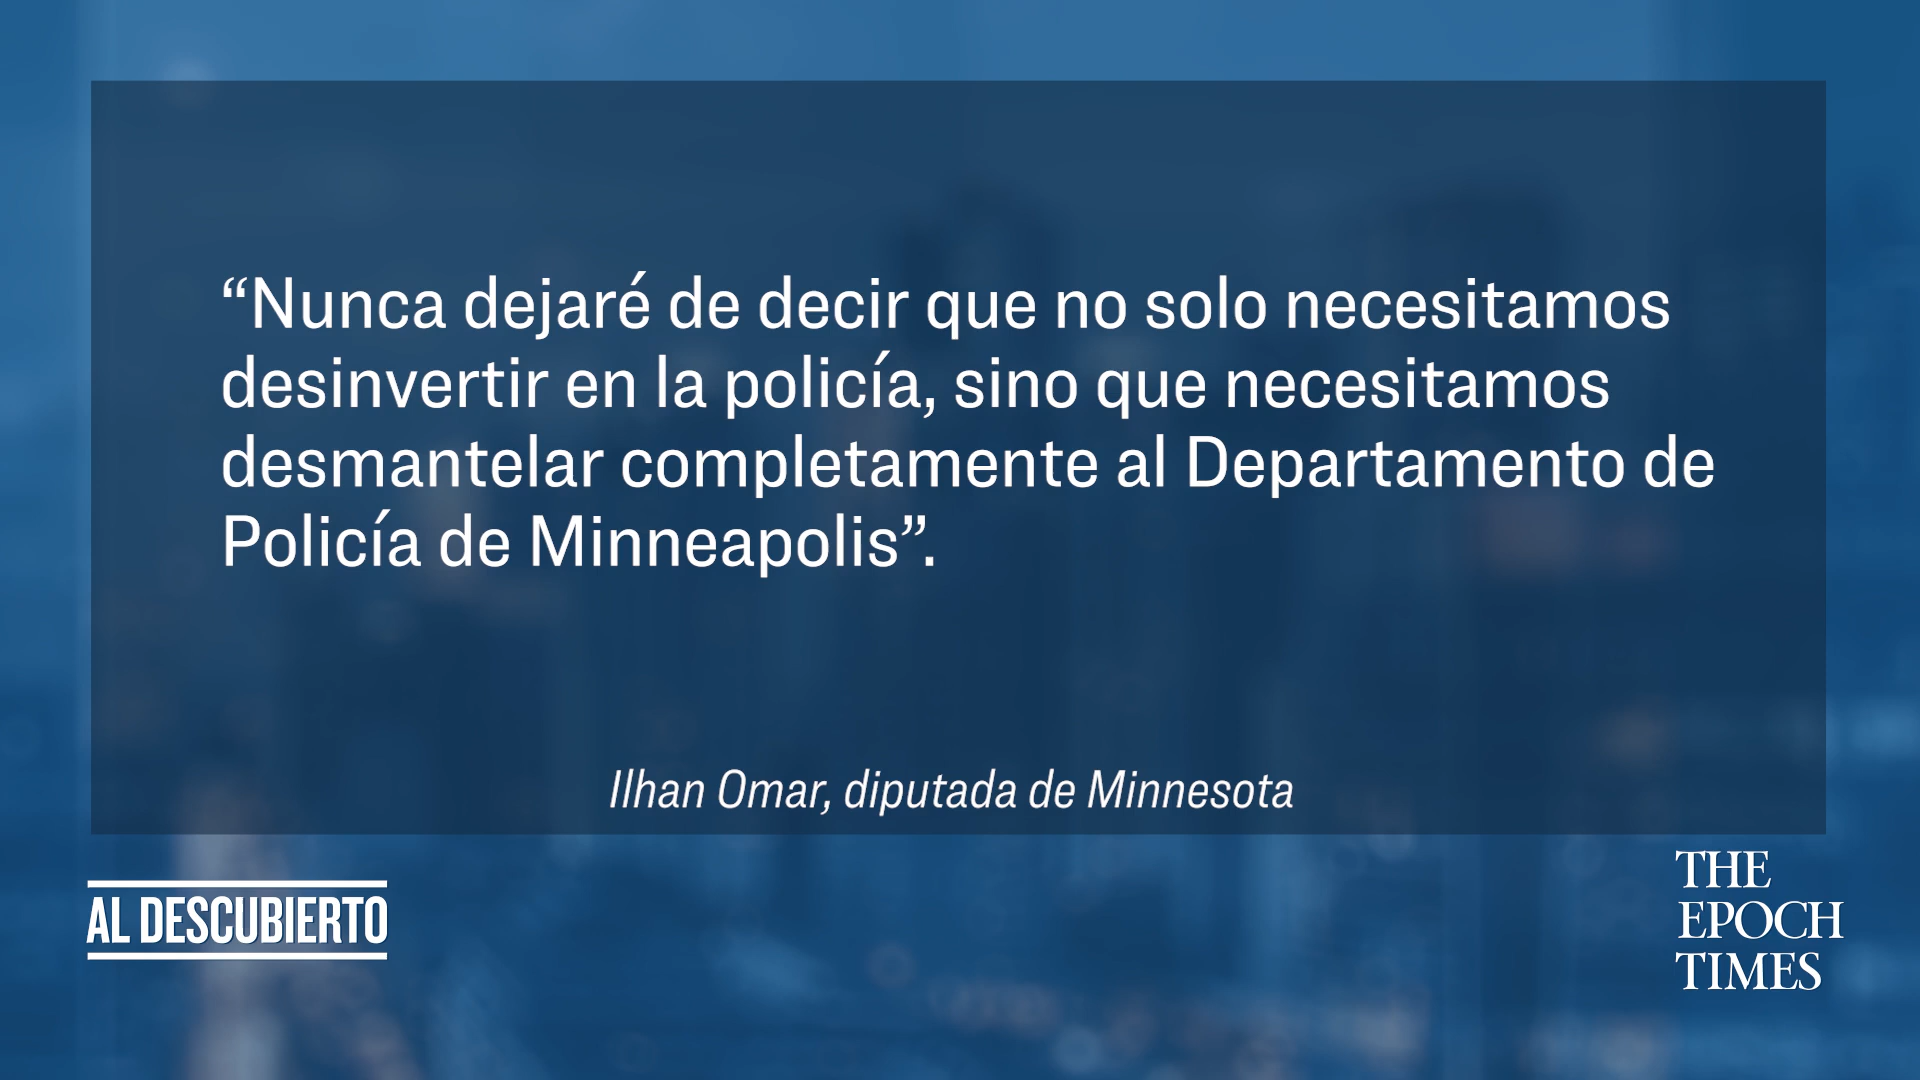 “Nunca dejaré de decir que no solo necesitamos
desinvertir en la policía, sino que necesitamos
desmantelar completamente al Departamento de
Policía de Minneapolis”.
Ilhan Omar, diputada de Minnesota
AL DESCUBIERTO
THE
EPOCH
TIMES